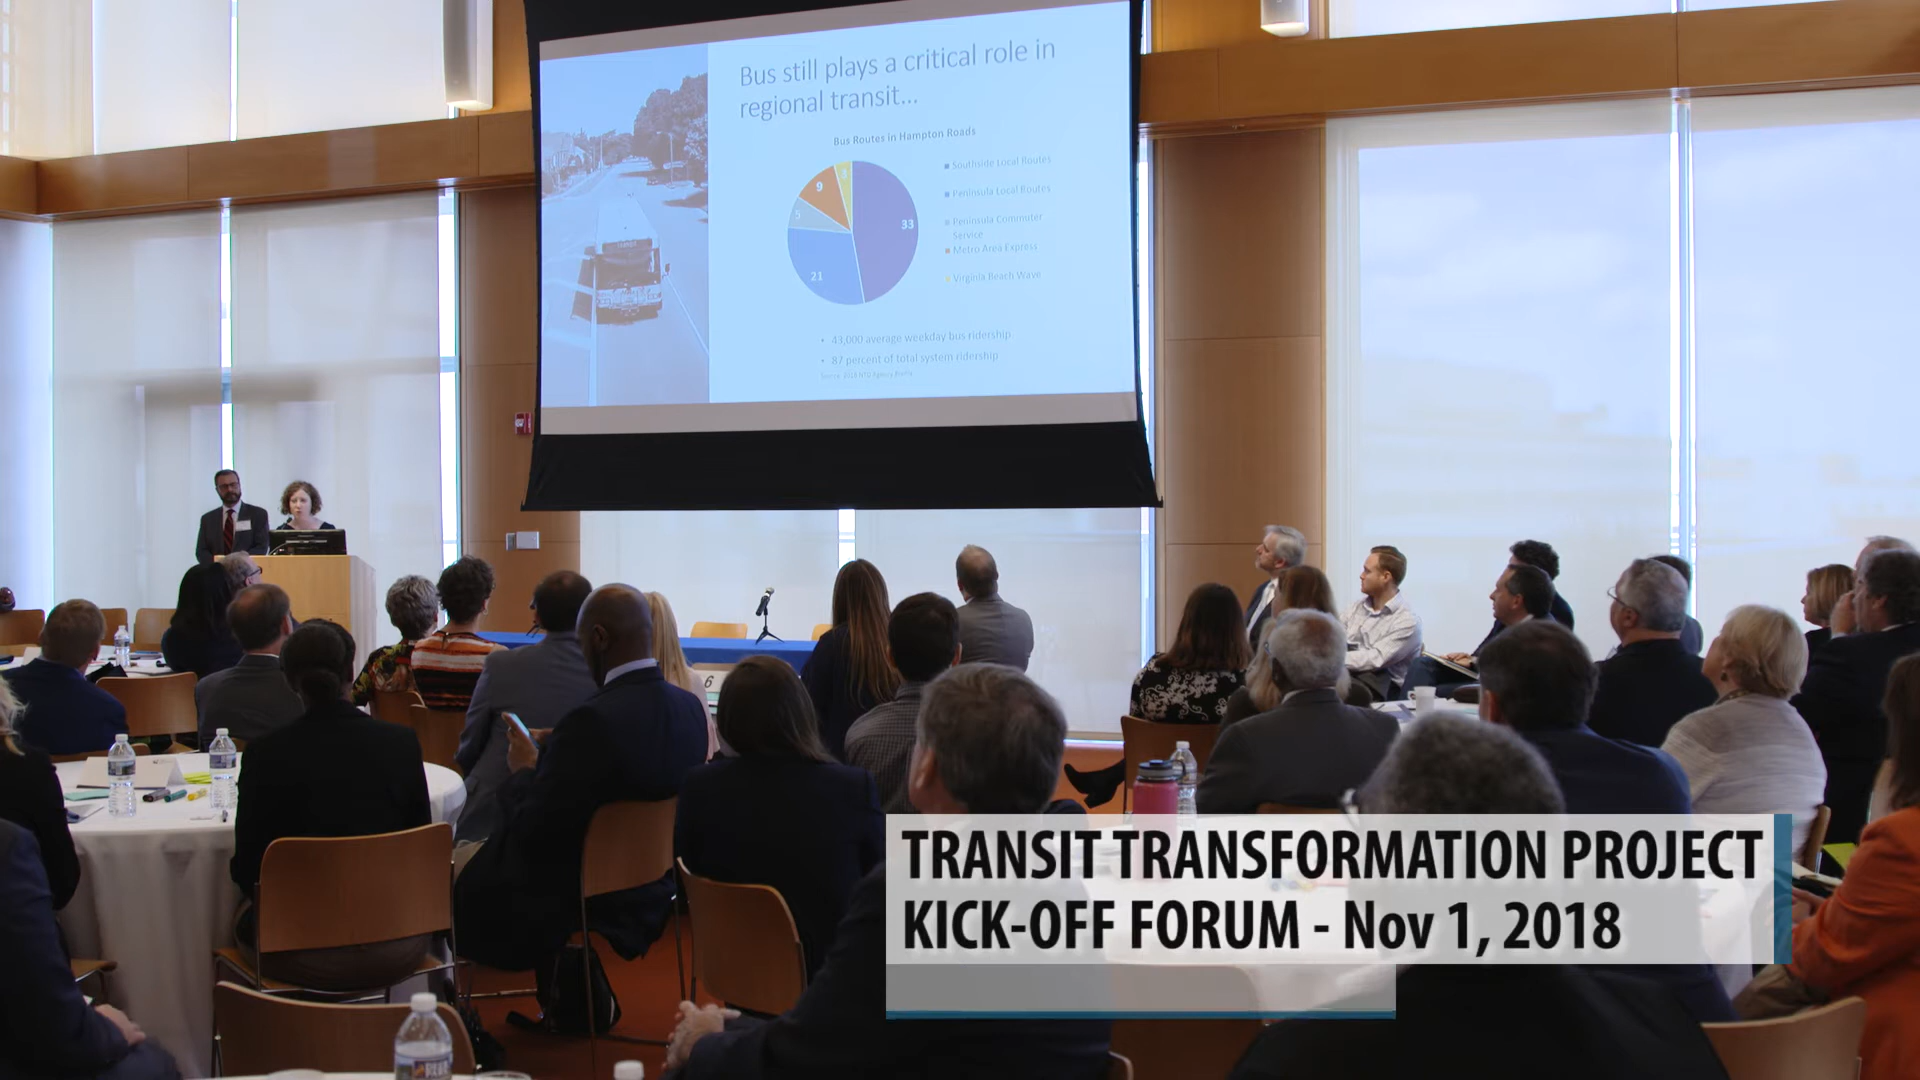 Bus still plays a critical role in
regional transit...
Bus Routes in Hampton Roads
Southside Local Routes
Peninsula Local Routes
Peninsula Commuter
Service
Metro Area Express
Virginia Beach Wave
3
9
5
33
21
• 43,000 average weekday bus ridership
• 87 percent of total system ridership
6
TRANSIT TRANSFORMATION PROJECT
KICK-OFF FORUM - Nov 1, 2018